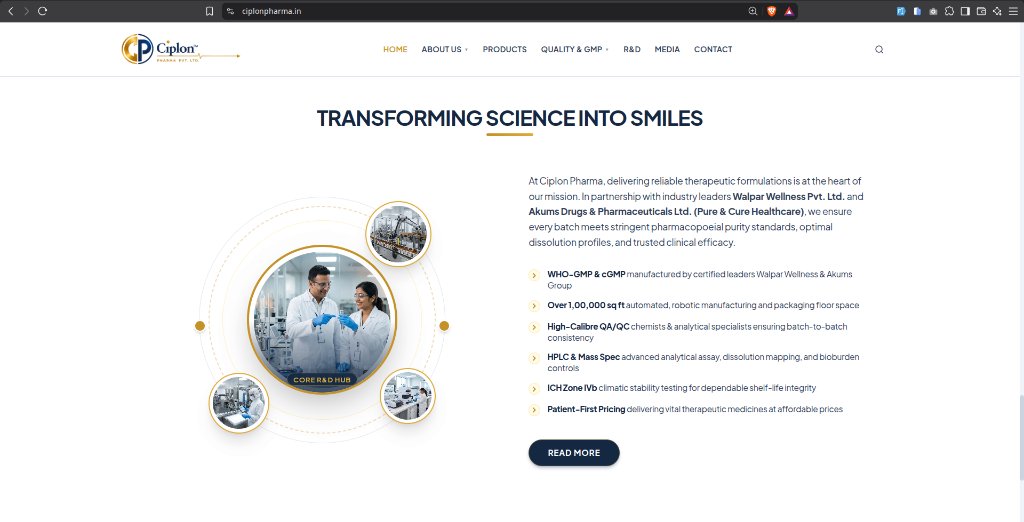 ciplonpharma.in
Ciplon™
PHARMA PVT. LTD.
HOME
ABOUT US
PRODUCTS
QUALITY & GMP
R&D
MEDIA
CONTACT
TRANSFORMING SCIENCE INTO SMILES
At Ciplon Pharma, delivering reliable therapeutic formulations is at the heart of
our mission. In partnership with industry leaders Walpar Wellness Pvt. Ltd. and
Akums Drugs & Pharmaceuticals Ltd. (Pure & Cure Healthcare), we ensure
every batch meets stringent pharmacopoeial purity standards, optimal
dissolution profiles, and trusted clinical efficacy.
WHO-GMP & cGMP manufactured by certified leaders Walpar Wellness & Akums
Group
Over 1,00,000 sq ft automated, robotic manufacturing and packaging floor space
High-Calibre QA/QC chemists & analytical specialists ensuring batch-to-batch
consistency
HPLC & Mass Spec advanced analytical assay, dissolution mapping, and bioburden
controls
ICH Zone IVb climatic stability testing for dependable shelf-life integrity
Patient-First Pricing delivering vital therapeutic medicines at affordable prices
CORE R&D HUB
READ MORE